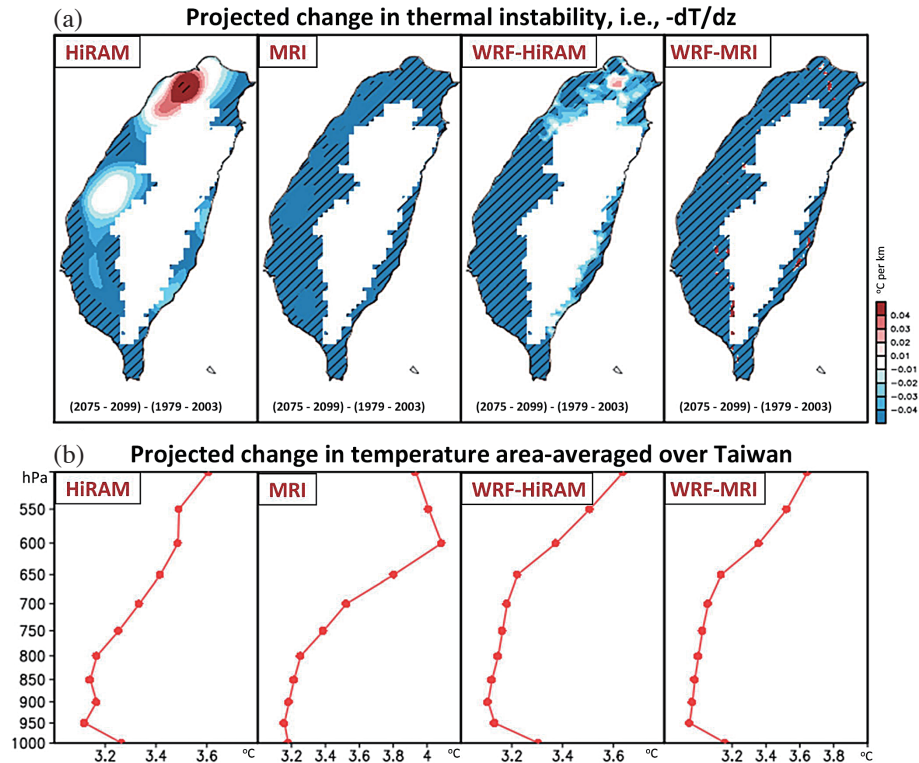 (a) Projected change in thermal instability, i.e., -dT/dz
HiRAM MRI WRF-HiRAM WRF-MRI
°C per km
0.04
0.03
0.02
0.01
−0.01
−0.02
−0.03
−0.04
(2075 - 2099) - (1979 - 2003) (2075 - 2099) - (1979 - 2003) (2075 - 2099) - (1979 - 2003) (2075 - 2099) - (1979 - 2003)
(b) Projected change in temperature area-averaged over Taiwan
hPa
HiRAM MRI WRF-HiRAM WRF-MRI
550
600
650
700
750
800
850
900
950
1000
3.2 3.4 3.6 °C 3.2 3.4 3.6 3.8 4 °C 3.2 3.4 3.6 °C 3.2 3.4 3.6 3.8 °C